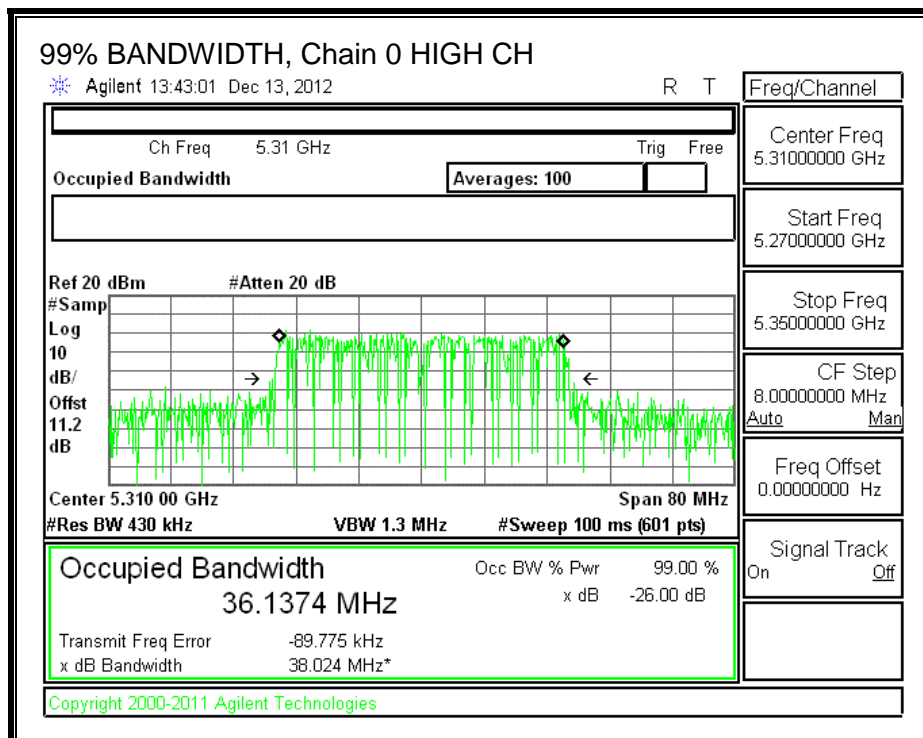 99% BANDWIDTH, Chain 0 HIGH CH
Agilent 13:43:01 Dec 13, 2012 R T
Freq/Channel
Ch Freq 5.31 GHz Trig Free
Occupied Bandwidth Averages: 100
Center Freq
5.31000000 GHz
Start Freq
5.27000000 GHz
Stop Freq
5.35000000 GHz
CF Step
8.00000000 MHz
Auto Man
Freq Offset
0.00000000 Hz
Signal Track
On Off
Ref 20 dBm #Atten 20 dB
#Samp
Log
10
dB/
Offst
11.2
dB
Center 5.310 00 GHz Span 80 MHz
#Res BW 430 kHz VBW 1.3 MHz #Sweep 100 ms (601 pts)
Occupied Bandwidth Occ BW % Pwr 99.00 %
36.1374 MHz x dB -26.00 dB
Transmit Freq Error -89.775 kHz
x dB Bandwidth 38.024 MHz*
Copyright 2000-2011 Agilent Technologies